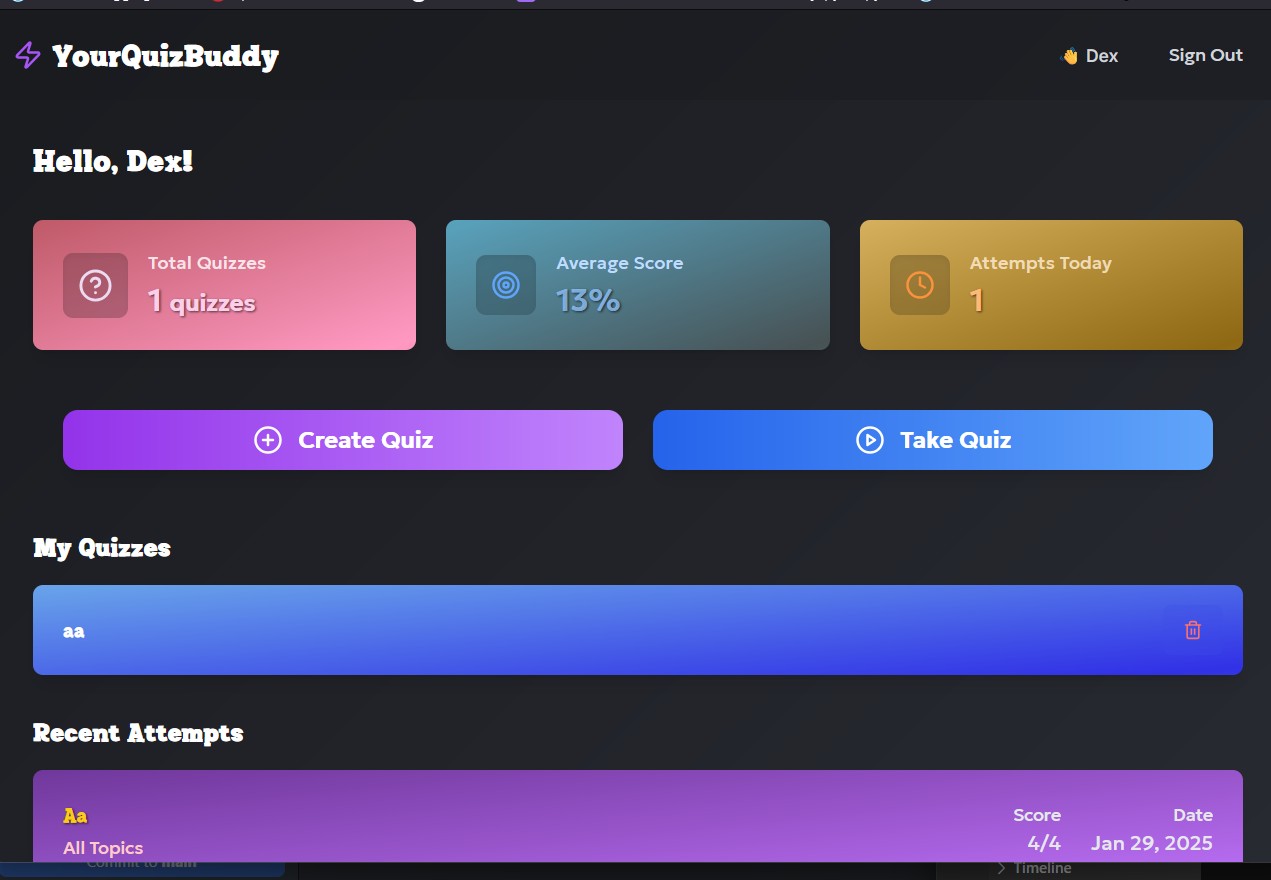 YourQuizBuddy
👋 Dex
Sign Out
Hello, Dex!
Total Quizzes
1 quizzes
Average Score
13%
Attempts Today
1
Create Quiz
Take Quiz
My Quizzes
aa
Recent Attempts
Aa
All Topics
Score
4/4
Date
Jan 29, 2025
Commit to main
Timeline